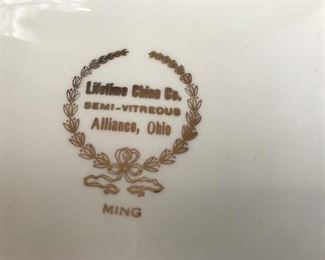 Lifetime China Co.
SEMI-VITREOUS
Alliance, Ohio
MING